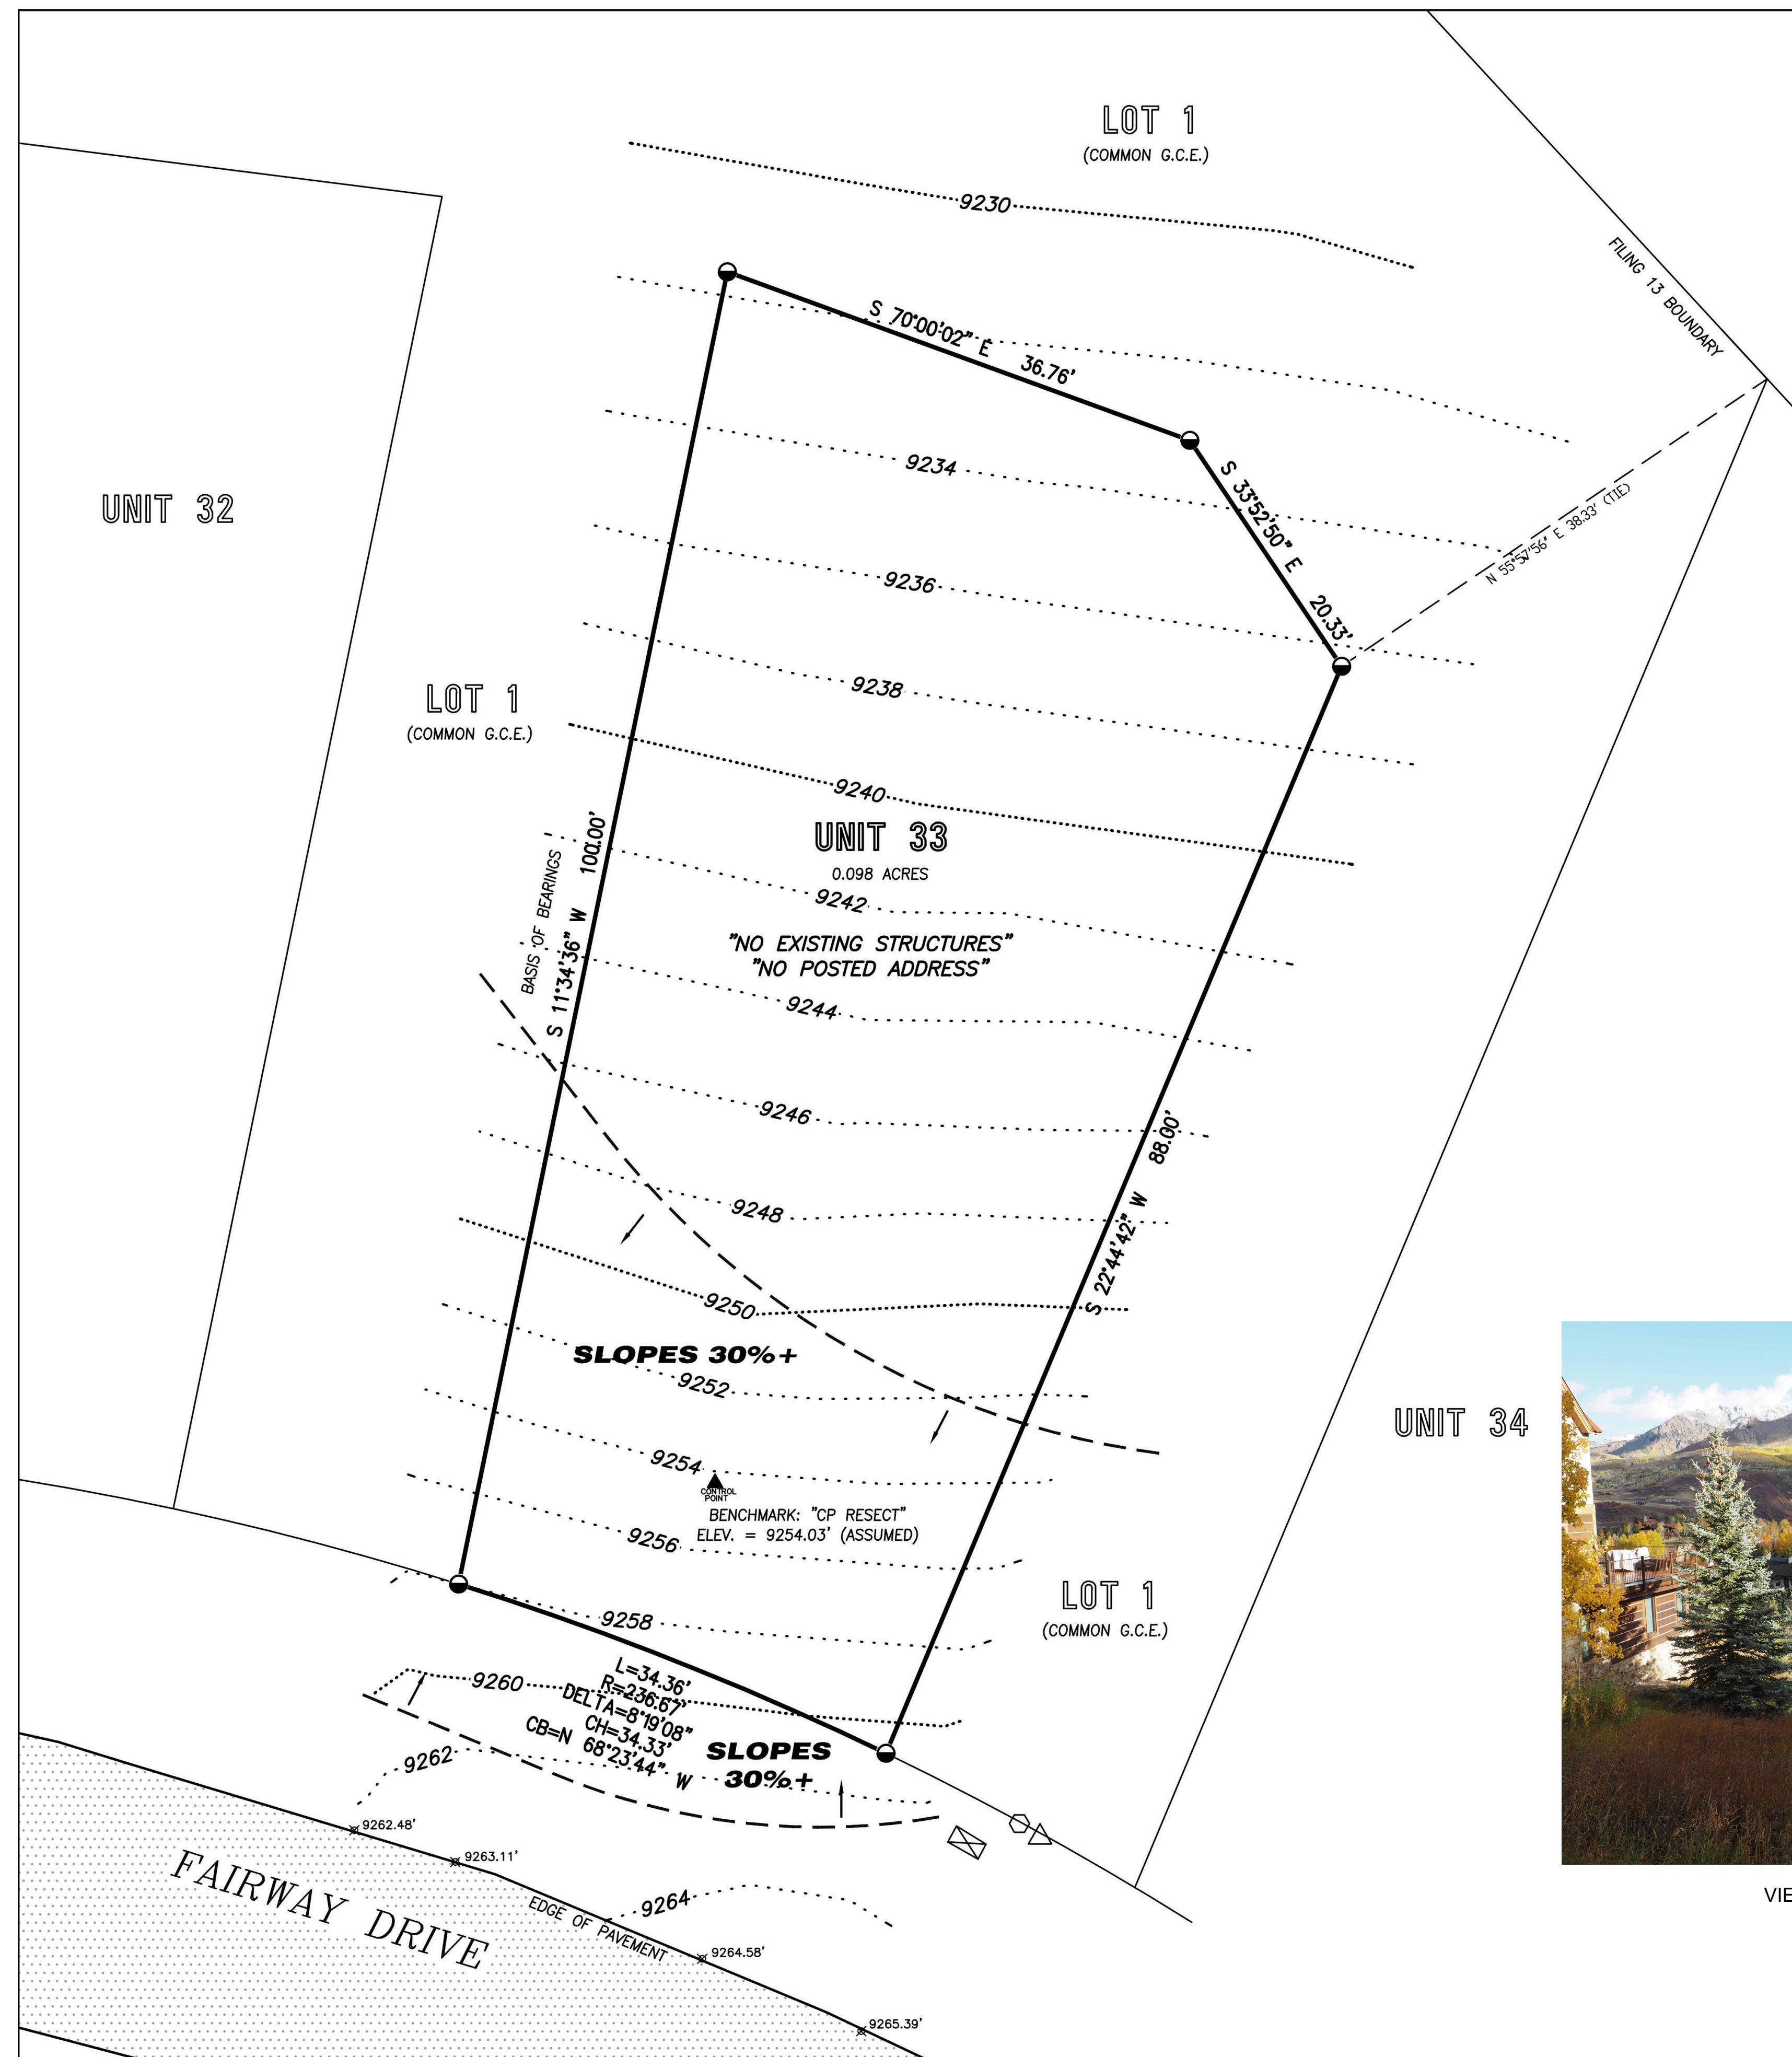 LOT 1
(COMMON G.C.E.)
9230
FILING 13 BOUNDARY
S 70°00'02" E 36.76'
9234
S 33°52'50" E 20.33'
N 55°57'56" E 38.33' (TIE)
UNIT 32
9236
9238
LOT 1
(COMMON G.C.E.)
9240
UNIT 33
0.098 ACRES
9242
"NO EXISTING STRUCTURES"
"NO POSTED ADDRESS"
BASIS OF BEARINGS
S 11°34'36" W 100.00'
9244
9246
S 22°44'42" W 88.00'
9248
9250
SLOPES 30%+
9252
UNIT 34
9254
CONTROL
POINT
BENCHMARK: "CP RESECT"
ELEV. = 9254.03' (ASSUMED)
9256
LOT 1
(COMMON G.C.E.)
9258
L=34.36'
R=236.67'
DELTA=8°19'08"
CH=34.33'
CB=N 68°23'44" W
9260
SLOPES
30%+
9262
9262.48'
9263.11'
FAIRWAY DRIVE
EDGE OF PAVEMENT
9264
9264.58'
9265.39'
VIE